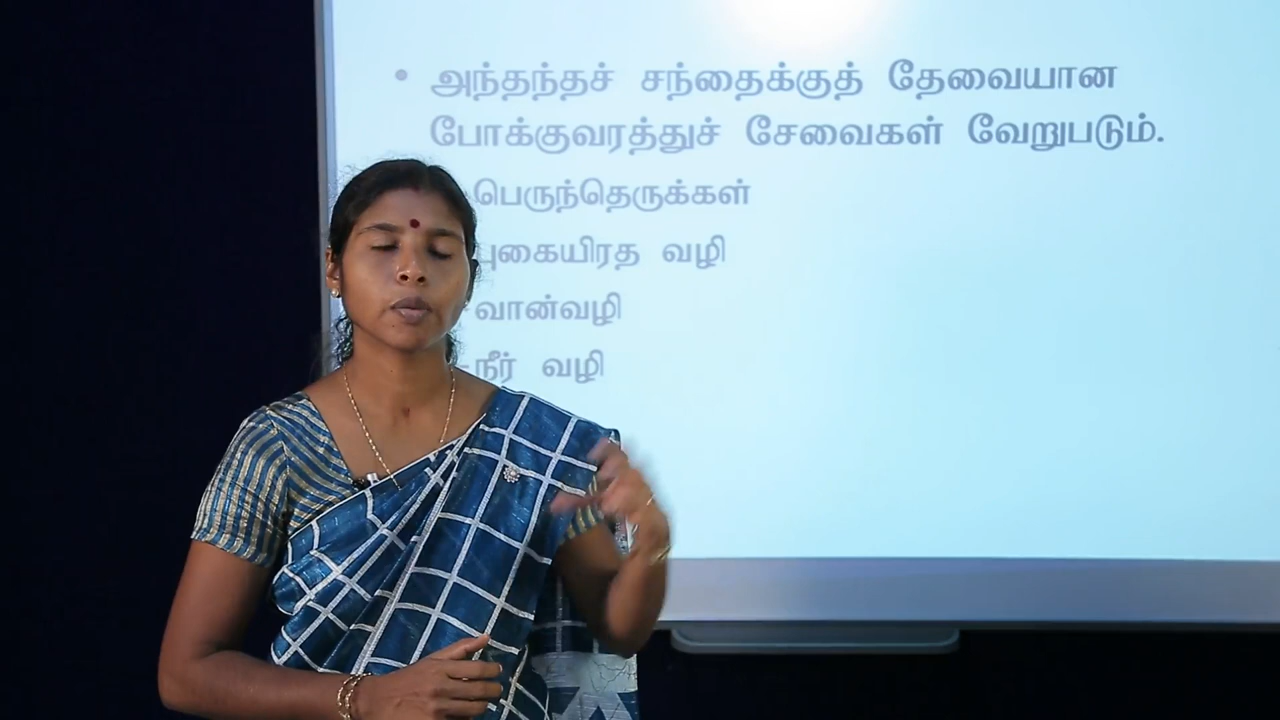 • அந்தந்தச் சந்தைக்குத் தேவையான
போக்குவரத்துச் சேவைகள் வேறுபடும்.
-பெருந்தெருக்கள்
புகையிரத வழி
-வான்வழி
-நீர் வழி